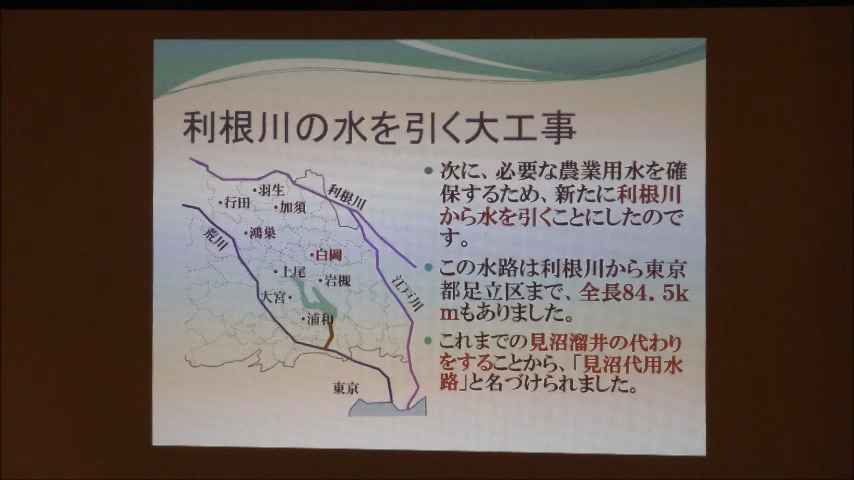 利根川の水を引く大工事
・羽生
・行田
・加須
利根川
荒川
・鴻巣
・白岡
・上尾
・岩槻
大宮・
江戸川
・浦和
東京
• 次に、必要な農業用水を確
保するため、新たに利根川
から水を引くことにしたので
す。
• この水路は利根川から東京
都足立区まで、全長84.5k
mもありました。
• これまでの見沼溜井の代わり
をすることから、「見沼代用水
路」と名づけられました。